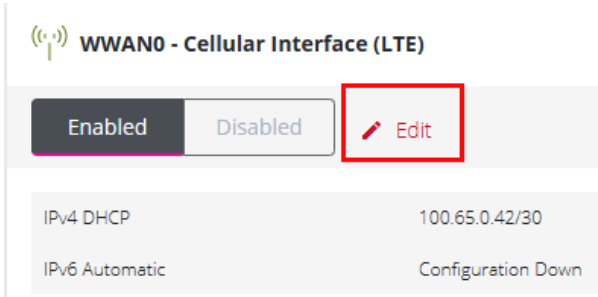 WWAN0 - Cellular Interface (LTE)
Enabled Disabled Edit
IPv4 DHCP 100.65.0.42/30
IPv6 Automatic Configuration Down